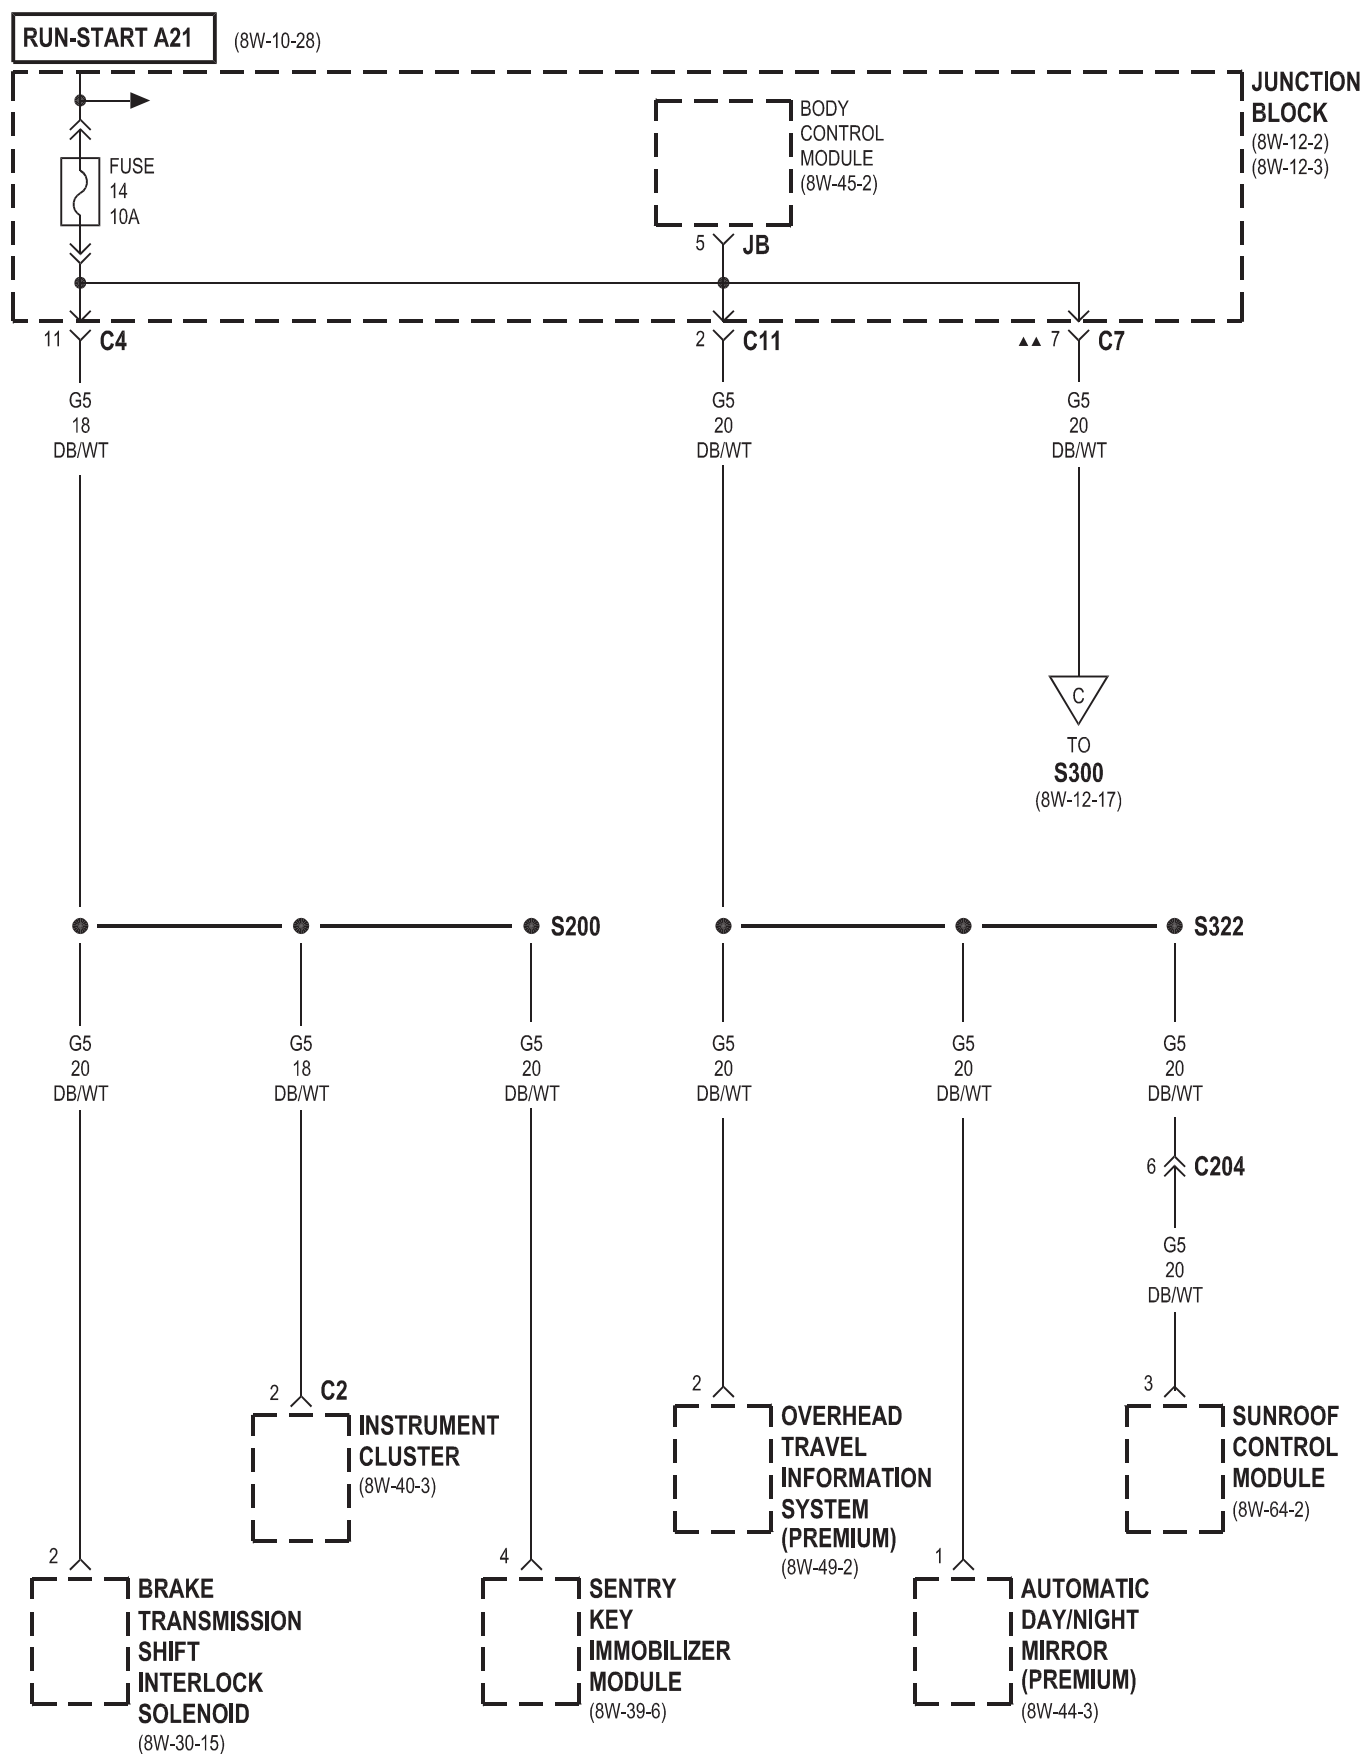 RUN-START A21 (8W-10-28)
JUNCTION
BLOCK
(8W-12-2)
(8W-12-3)
BODY
CONTROL
MODULE
(8W-45-2)
FUSE
14
10A
5 JB
11 C4
2 C11
▲▲ 7 C7
G5
18
DB/WT
G5
20
DB/WT
G5
20
DB/WT
C
TO
S300
(8W-12-17)
S200
S322
G5
20
DB/WT
G5
18
DB/WT
G5
20
DB/WT
G5
20
DB/WT
G5
20
DB/WT
G5
20
DB/WT
6 C204
G5
20
DB/WT
2 C2
INSTRUMENT
CLUSTER
(8W-40-3)
2
OVERHEAD
TRAVEL
INFORMATION
SYSTEM
(PREMIUM)
(8W-49-2)
3
SUNROOF
CONTROL
MODULE
(8W-64-2)
2
BRAKE
TRANSMISSION
SHIFT
INTERLOCK
SOLENOID
(8W-30-15)
4
SENTRY
KEY
IMMOBILIZER
MODULE
(8W-39-6)
1
AUTOMATIC
DAY/NIGHT
MIRROR
(PREMIUM)
(8W-44-3)